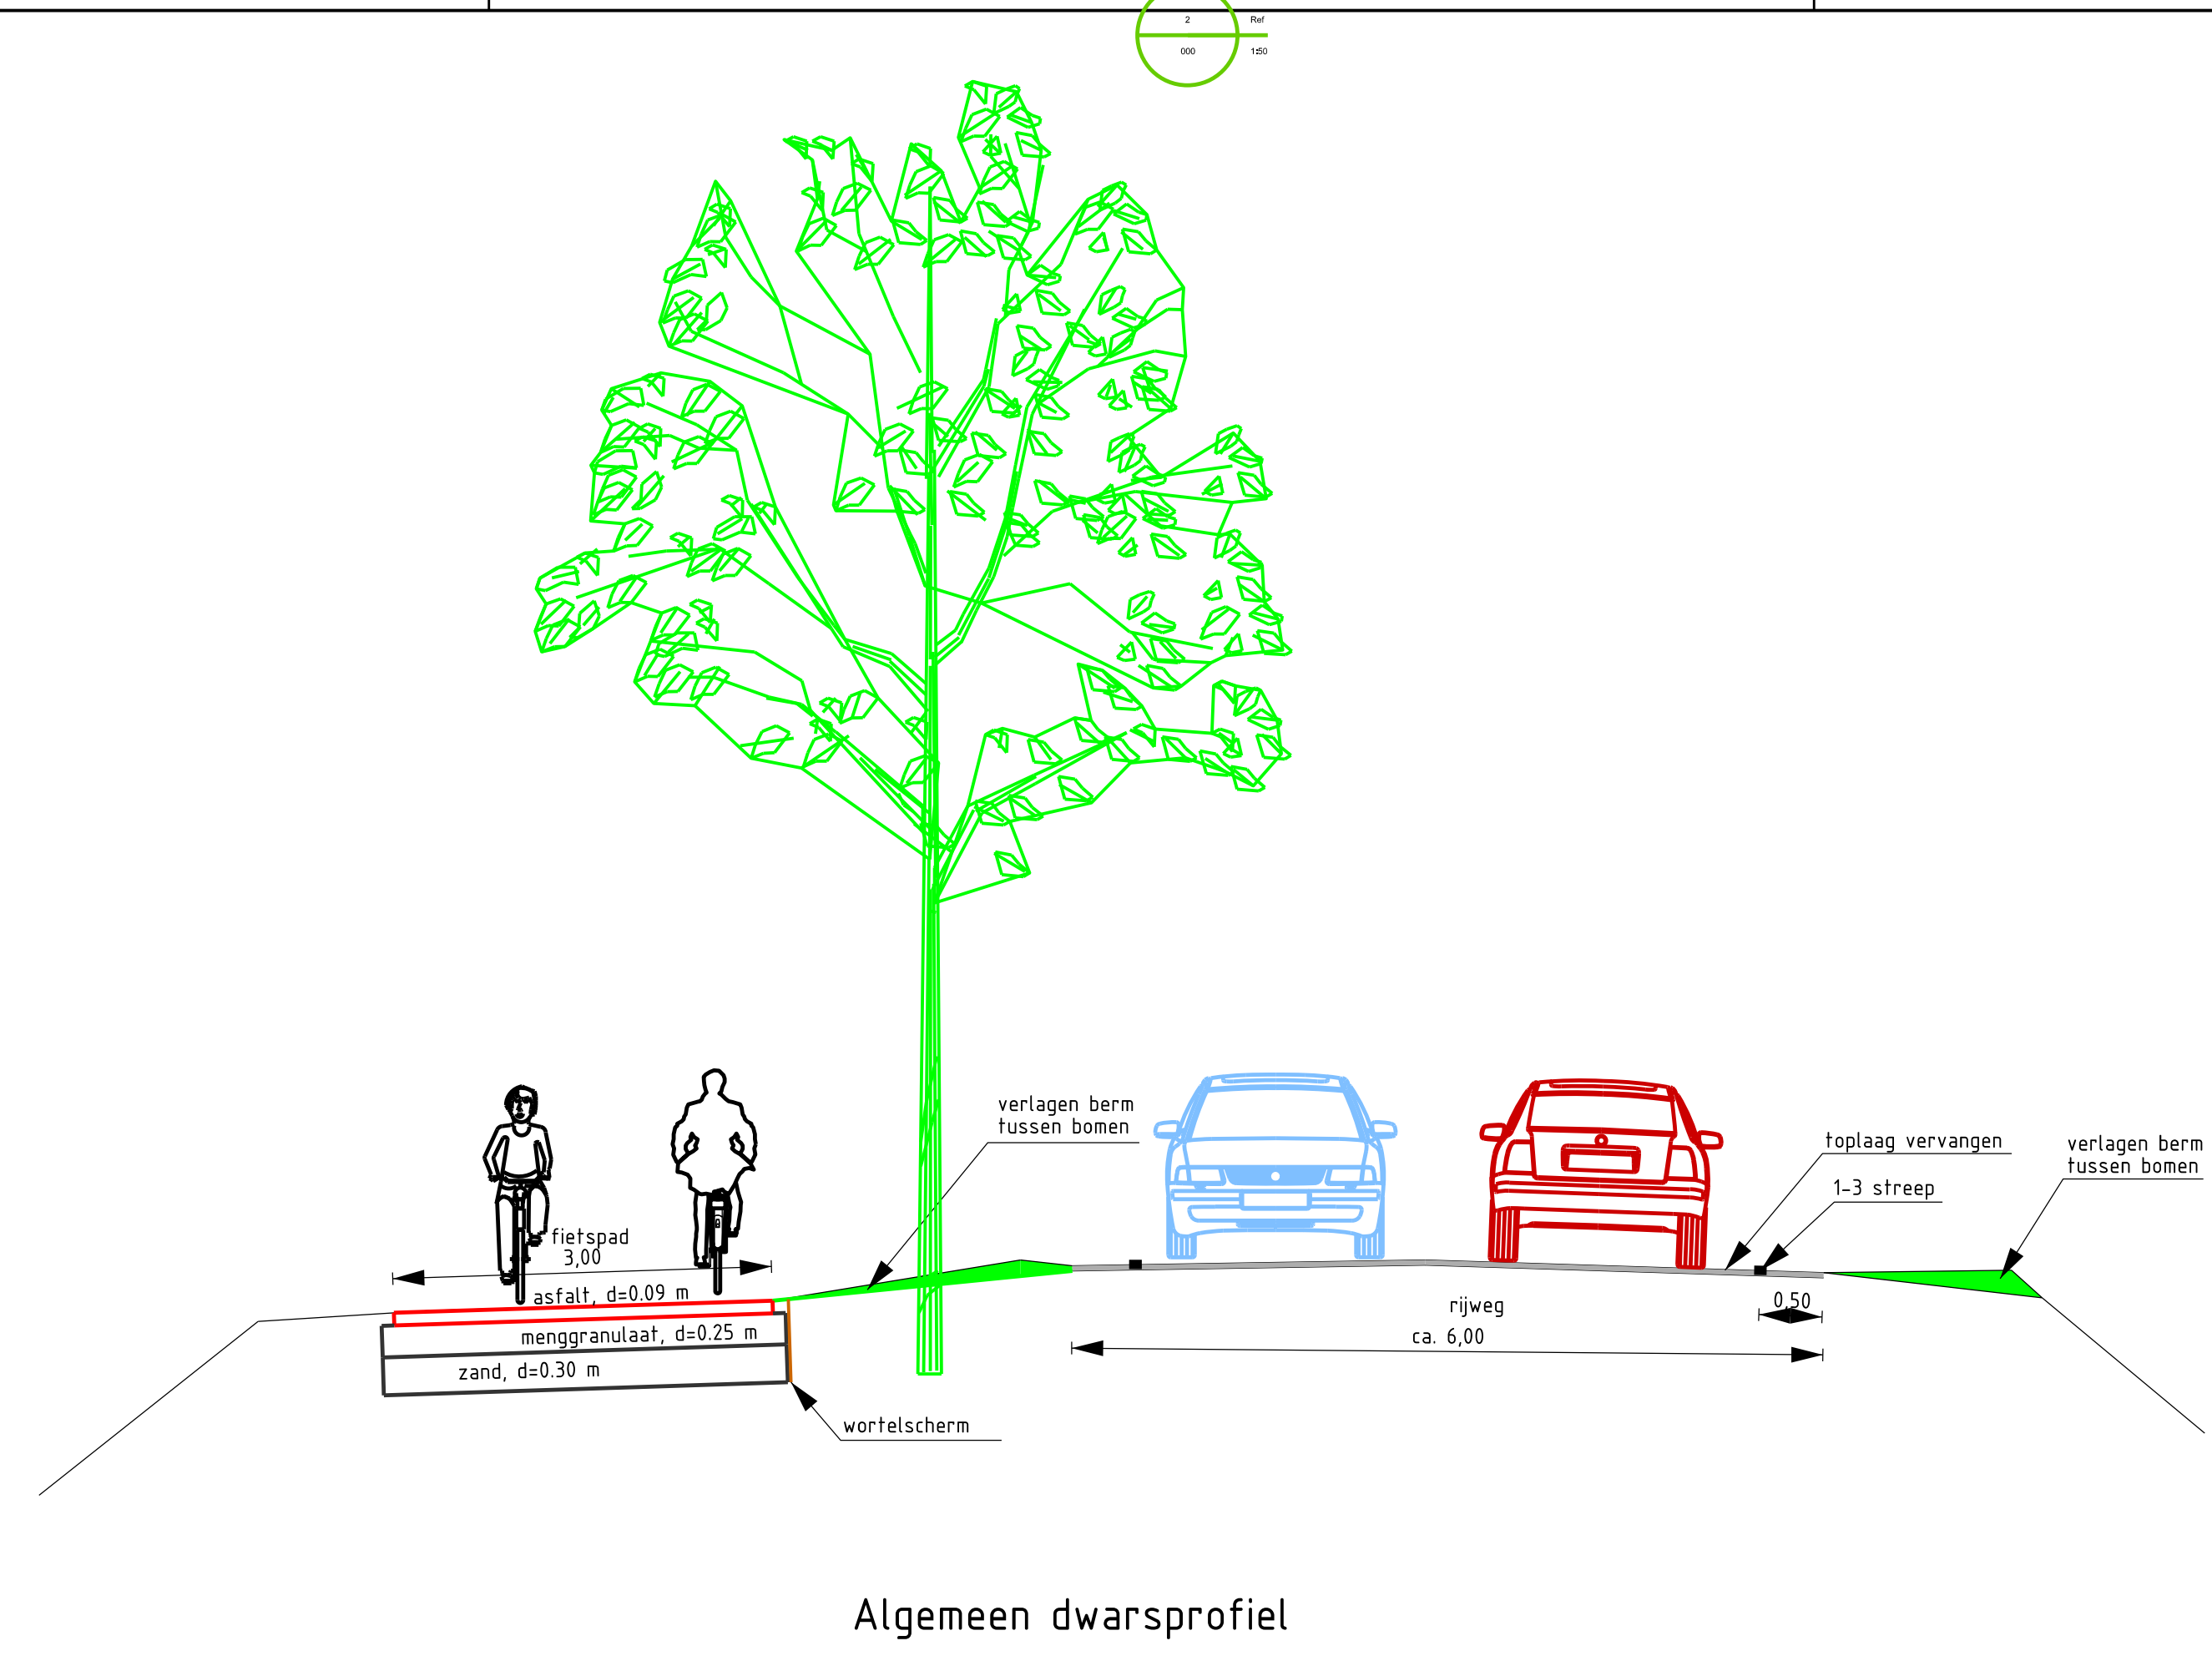 2 Ref
000 1:50
verlagen berm
tussen bomen
toplaag vervangen
verlagen berm
tussen bomen
1-3 streep
fietspad
3,00
asfalt, d=0.09 m
menggranulaat, d=0.25 m
zand, d=0.30 m
rijweg
0,50
ca. 6,00
wortelscherm
Algemeen dwarsprofiel